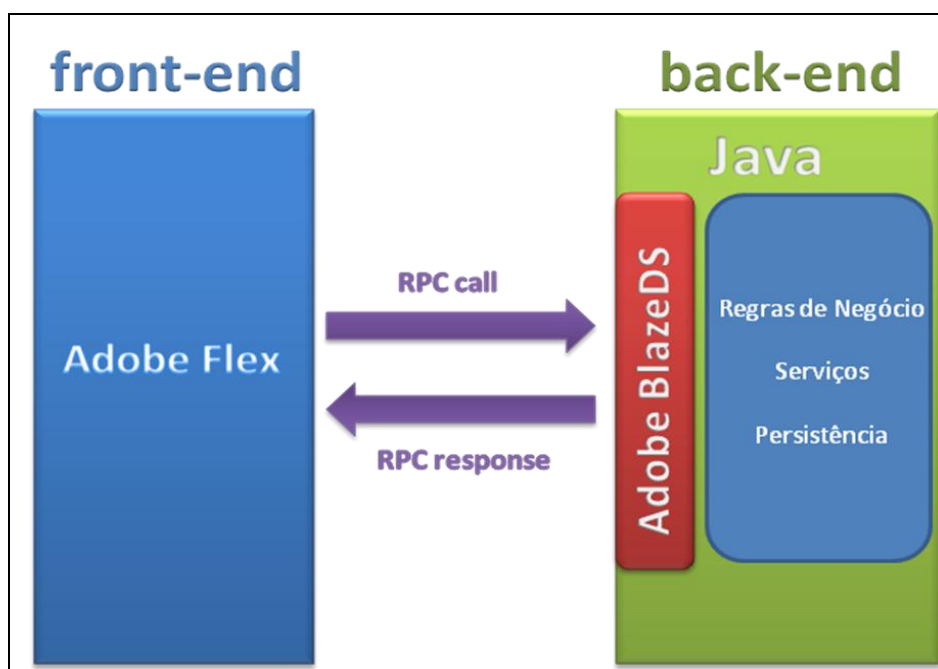 front-end
back-end
Java
Adobe Flex
RPC call
RPC response
Adobe BlazeDS
Regras de Negócio
Serviços
Persistência